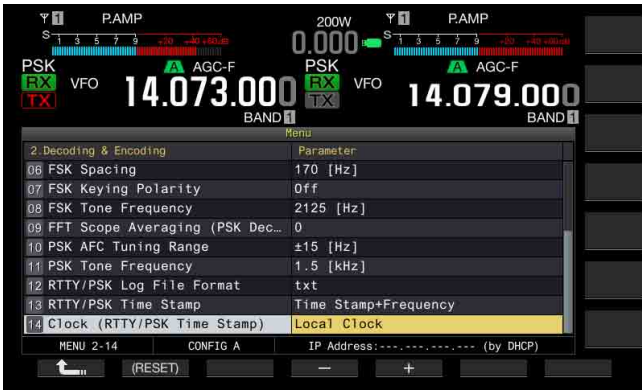 1 P.AMP 200W 1 P.AMP
S 1 3 5 7 9 +20 +40 +60dB 0.000 S 1 3 5 7 9 +20 +40 +60dB
PSK A AGC-F PSK A AGC-F
RX VFO 14.073.000 RX VFO 14.079.000
TX BAND 1 TX BAND 1
Menu
2.Decoding & Encoding Parameter
06 FSK Spacing 170 [Hz]
07 FSK Keying Polarity Off
08 FSK Tone Frequency 2125 [Hz]
09 FFT Scope Averaging (PSK Dec... 0
10 PSK AFC Tuning Range ±15 [Hz]
11 PSK Tone Frequency 1.5 [kHz]
12 RTTY/PSK Log File Format txt
13 RTTY/PSK Time Stamp Time Stamp+Frequency
14 Clock (RTTY/PSK Time Stamp) Local Clock
MENU 2-14 CONFIG A IP Address:---.---.---.--- (by DHCP)
(RESET) − +